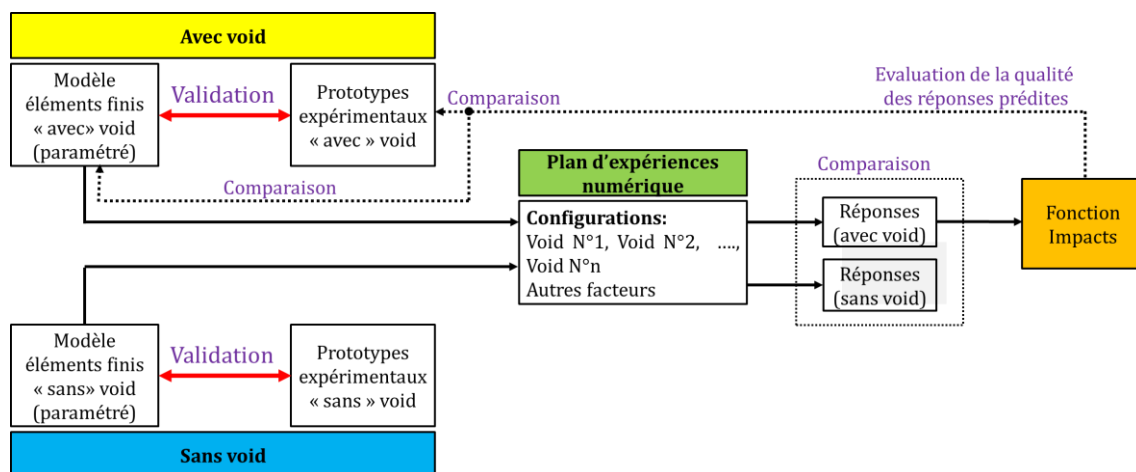 Avec void
Modèle
éléments finis
« avec» void
(paramétré)
Validation
Prototypes
expérimentaux
« avec » void
Comparaison
Evaluation de la qualité
des réponses prédites
Comparaison
Plan d’expériences
numérique
Configurations:
Void N°1, Void N°2, ....,
Void N°n
Autres facteurs
Comparaison
Réponses
(avec void)
Réponses
(sans void)
Fonction
Impacts
Modèle
éléments finis
« sans» void
(paramétré)
Validation
Prototypes
expérimentaux
« sans » void
Sans void